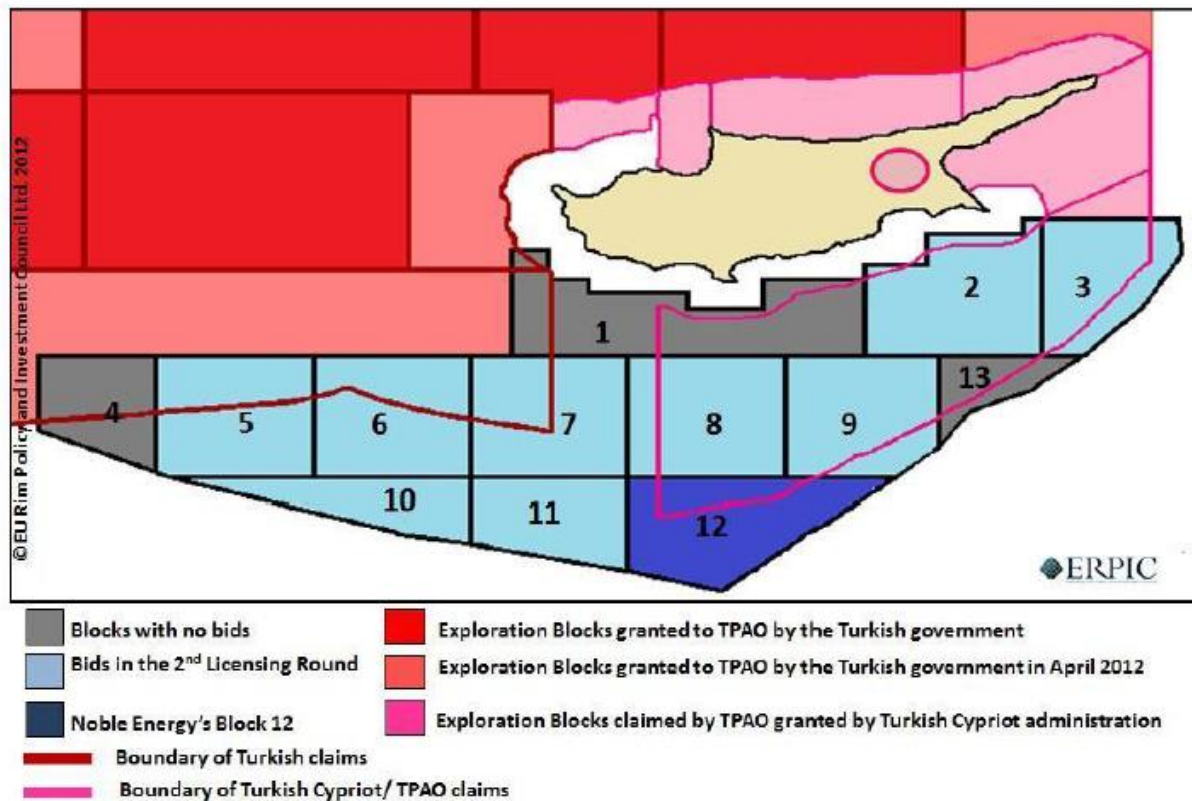 ©EU Rim Policy and Investment Council Ltd. 2012
1
2
3
4
5
6
7
8
9
13
10
11
12
ERPIC
Blocks with no bids
Exploration Blocks granted to TPAO by the Turkish government
Bids in the 2nd Licensing Round
Exploration Blocks granted to TPAO by the Turkish government in April 2012
Noble Energy's Block 12
Exploration Blocks claimed by TPAO granted by Turkish Cypriot administration
Boundary of Turkish claims
Boundary of Turkish Cypriot/ TPAO claims